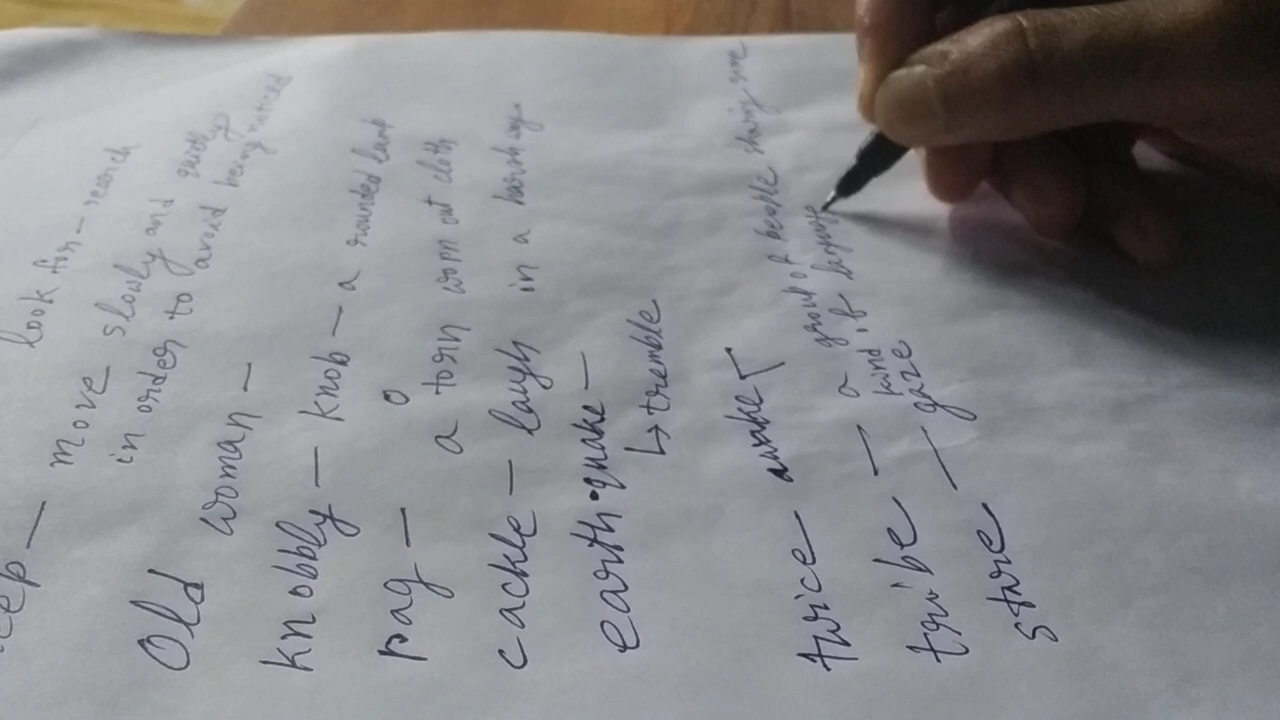 look for - search
eep - move slowly and quietly
in order to avoid being noticed
Old woman -
knobbly - knob - a rounded lump
rag - a torn worn out cloth
cackle - laugh in a harsh way
earth quake -
↳ tremble
twice awake
tribe - a group of people sharing same
kind of
stare - gaze